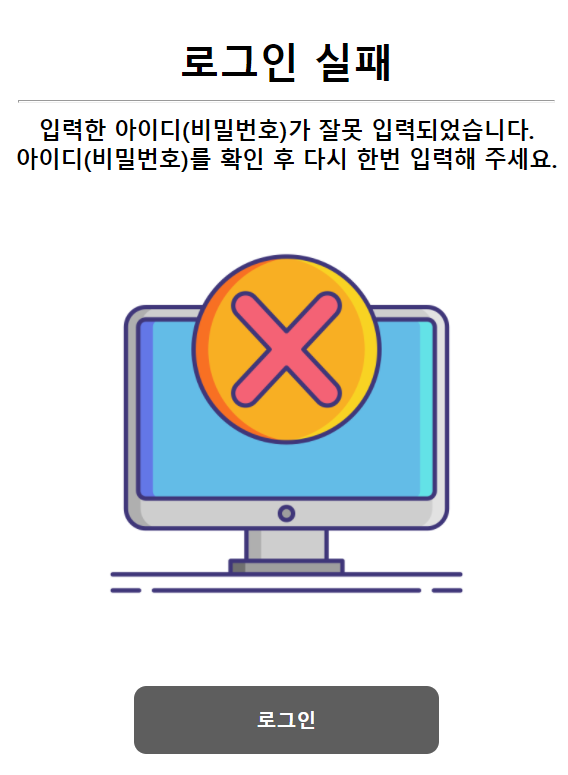 로그인 실패
입력한 아이디(비밀번호)가 잘못 입력되었습니다.
아이디(비밀번호)를 확인 후 다시 한번 입력해 주세요.
로그인